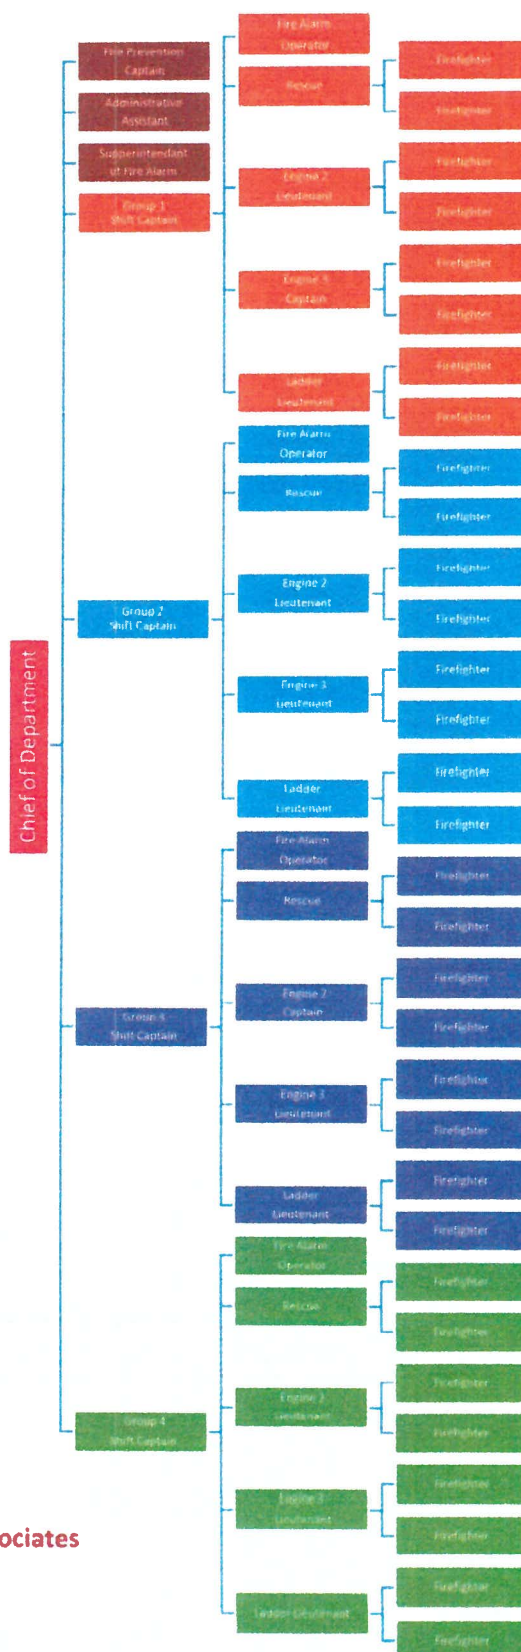 Chief of Department
Fire Prevention
Captain
Administrative
Assistant
Supperintendant
of Fire Alarm
Group 1
Shift Captain
Fire Alarm
Operator
Rescue
Firefighter
Firefighter
Engine 2
Lieutenant
Firefighter
Firefighter
Engine 3
Captain
Firefighter
Firefighter
Ladder
Lieutenant
Firefighter
Firefighter
Group 2
Shift Captain
Fire Alarm
Operator
Rescue
Firefighter
Firefighter
Engine 2
Lieutenant
Firefighter
Firefighter
Engine 3
Lieutenant
Firefighter
Firefighter
Ladder
Lieutenant
Firefighter
Firefighter
Group 3
Shift Captain
Fire Alarm
Operator
Rescue
Firefighter
Firefighter
Engine 2
Captain
Firefighter
Firefighter
Engine 3
Lieutenant
Firefighter
Firefighter
Ladder
Lieutenant
Firefighter
Firefighter
Group 4
Shift Captain
Fire Alarm
Operator
Rescue
Firefighter
Firefighter
Engine 2
Lieutenant
Firefighter
Firefighter
Engine 3
Lieutenant
Firefighter
Firefighter
Ladder Lieutenant
Firefighter
Firefighter
ociates